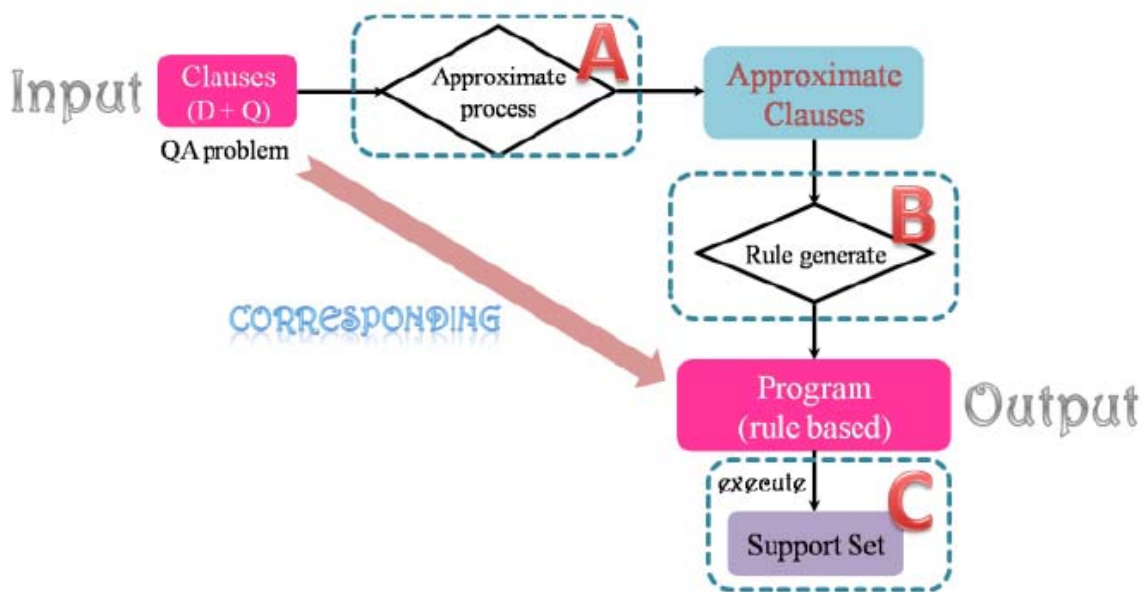 Input
Clauses
(D + Q)
QA problem
Approximate
process
A
Approximate
Clauses
B
Rule generate
CORRESPONDING
Program
(rule based)
Output
execute
C
Support Set